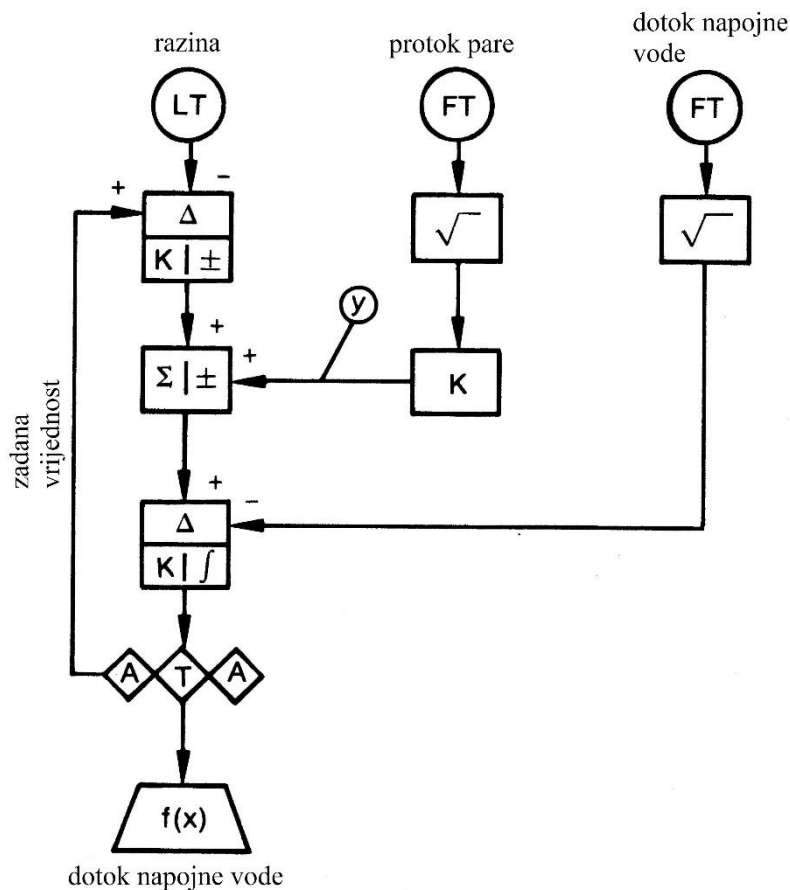 razina
protok pare
dotok napojne
vode
LT
FT
FT
+
-
Δ
√
√
K | ±
y
+
+
Σ | ±
K
zadana
vrijednost
+
-
Δ
K | ∫
A
T
A
f(x)
dotok napojne vode